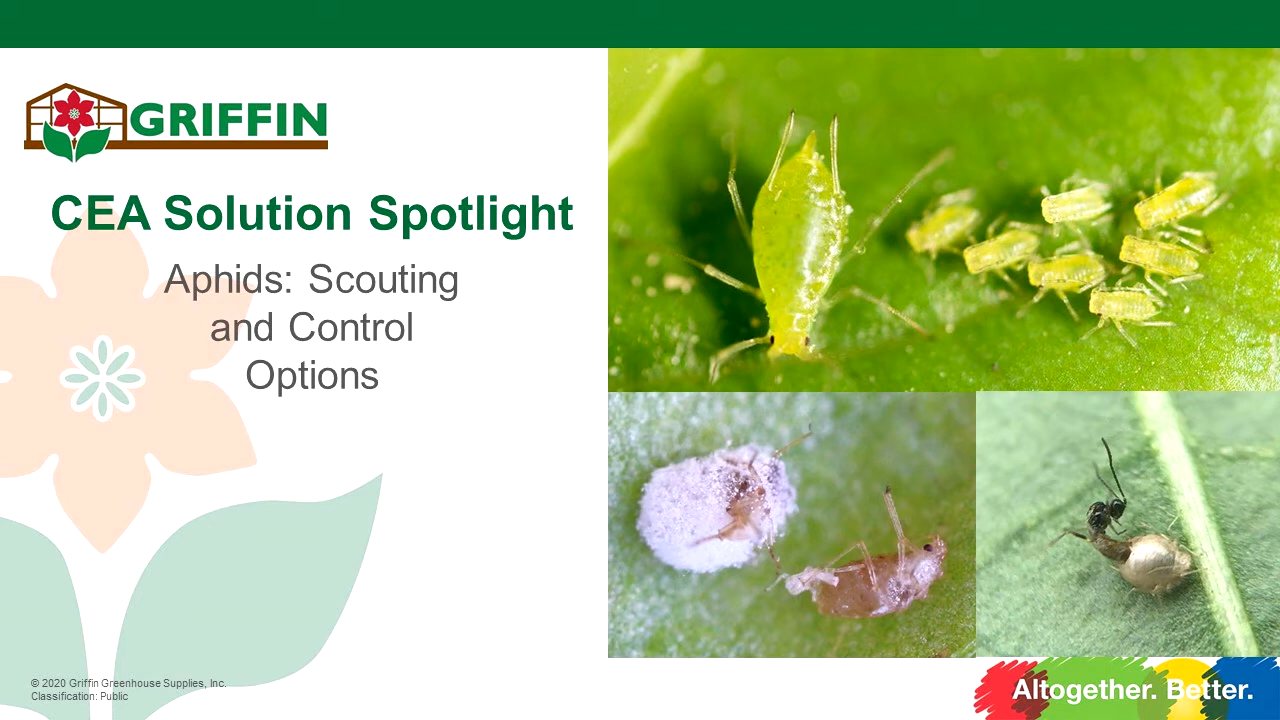 GRIFFIN
CEA Solution Spotlight
Aphids: Scouting
and Control
Options
© 2020 Griffin Greenhouse Supplies, Inc.
Classification: Public
Altogether. Better.